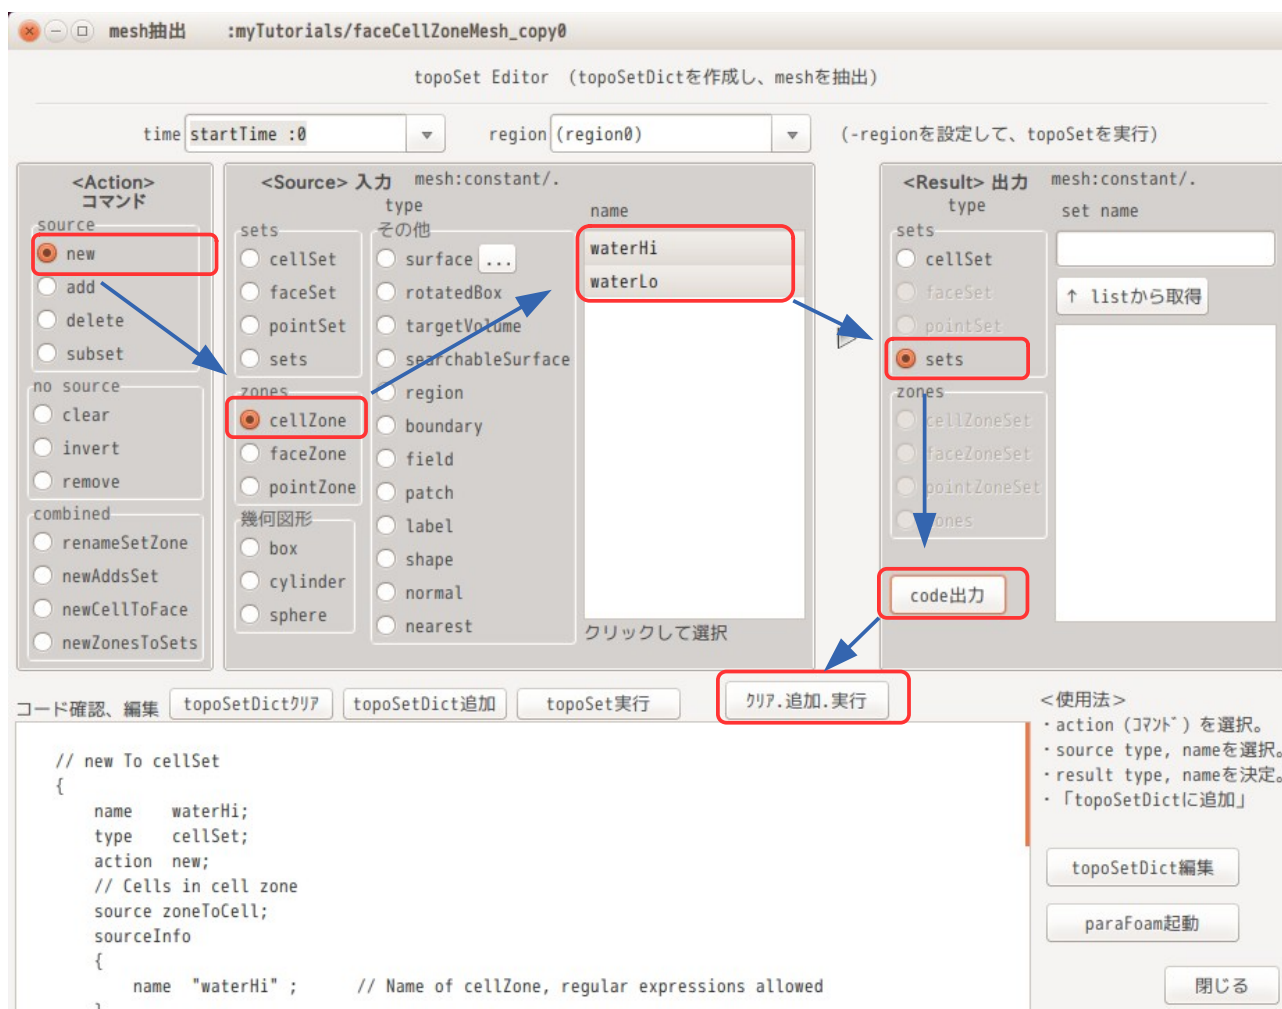 mesh抽出 :myTutorials/faceCellZoneMesh_copy0
topoSet Editor (topoSetDictを作成し、meshを抽出)
time startTime :0 region (region0) (-regionを設定して、topoSetを実行)
<Action>
コマンド
source
new
add
delete
subset
no source
clear
invert
remove
combined
renameSetZone
newAddsSet
newCellToFace
newZonesToSets
<Source> 入力 mesh:constant/.
type
sets
cellSet
faceSet
pointSet
sets
zones
cellZone
faceZone
pointZone
幾何図形
box
cylinder
sphere
その他
surface ...
rotatedBox
targetVolume
searchableSurface
region
boundary
field
patch
label
shape
normal
nearest
name
waterHi
waterLo
クリックして選択
<Result> 出力 mesh:constant/.
type
sets
cellSet
faceSet
pointSet
sets
zones
cellZoneSet
faceZoneSet
pointZoneSet
zones
code出力
set name
↑ listから取得
コード確認、編集 topoSetDictｸﾘｱ topoSetDict追加 topoSet実行 ｸﾘｱ.追加.実行
// new To cellSet
{
name waterHi;
type cellSet;
action new;
// Cells in cell zone
source zoneToCell;
sourceInfo
{
name "waterHi" ; // Name of cellZone, regular expressions allowed
}
<使用法>
・action (ｺﾏﾝﾄﾞ) を選択。
・source type, nameを選択。
・result type, nameを決定。
・「topoSetDictに追加」
topoSetDict編集
paraFoam起動
閉じる